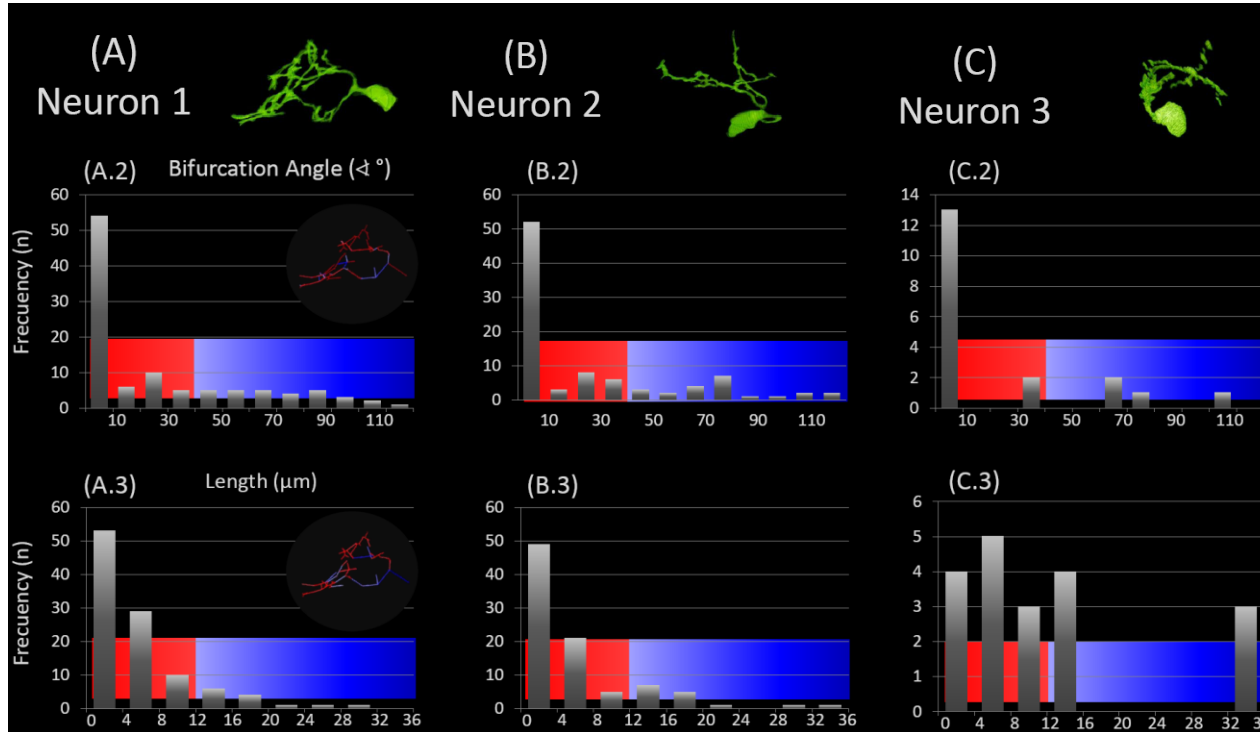 (A)
Neuron 1
(B)
Neuron 2
(C)
Neuron 3
(A.2)
Bifurcation Angle (∢ °)
Frecuency (n)
60
50
40
30
20
10
0
10 30 50 70 90 110
(B.2)
60
50
40
30
20
10
0
10 30 50 70 90 110
(C.2)
14
12
10
8
6
4
2
0
10 30 50 70 90 110
(A.3)
Length (μm)
Frecuency (n)
60
50
40
30
20
10
0
0 4 8 12 16 20 24 28 32 36
(B.3)
60
50
40
30
20
10
0
0 4 6 8 12 16 20 24 28 32 36
(C.3)
6
5
4
3
2
1
0
0 4 8 12 16 20 24 28 32